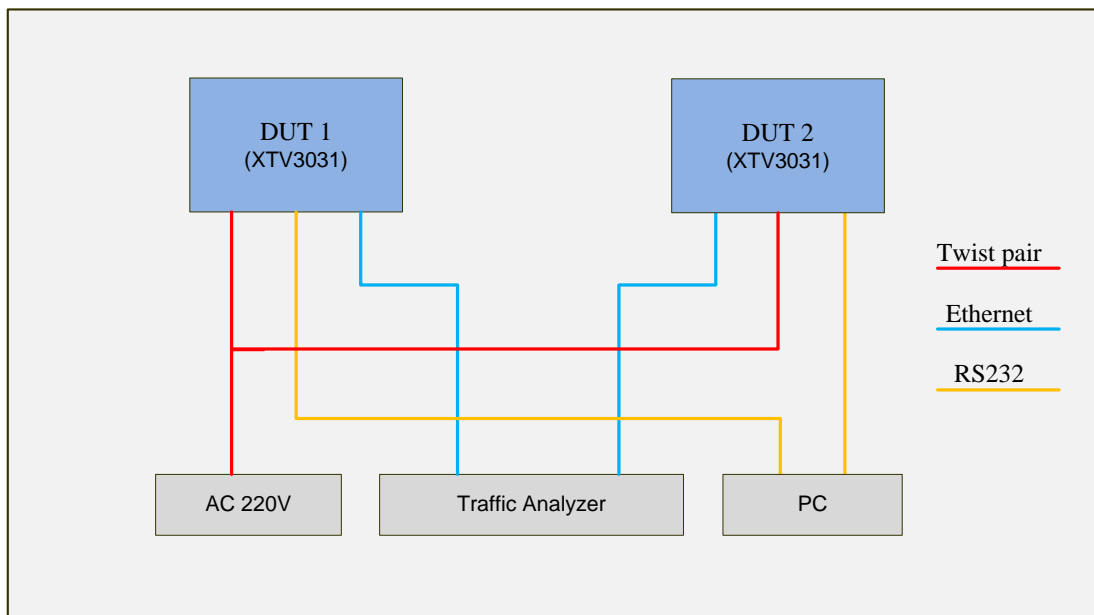 DUT 1
(XTV3031)
DUT 2
(XTV3031)
Twist pair
Ethernet
RS232
AC 220V
Traffic Analyzer
PC